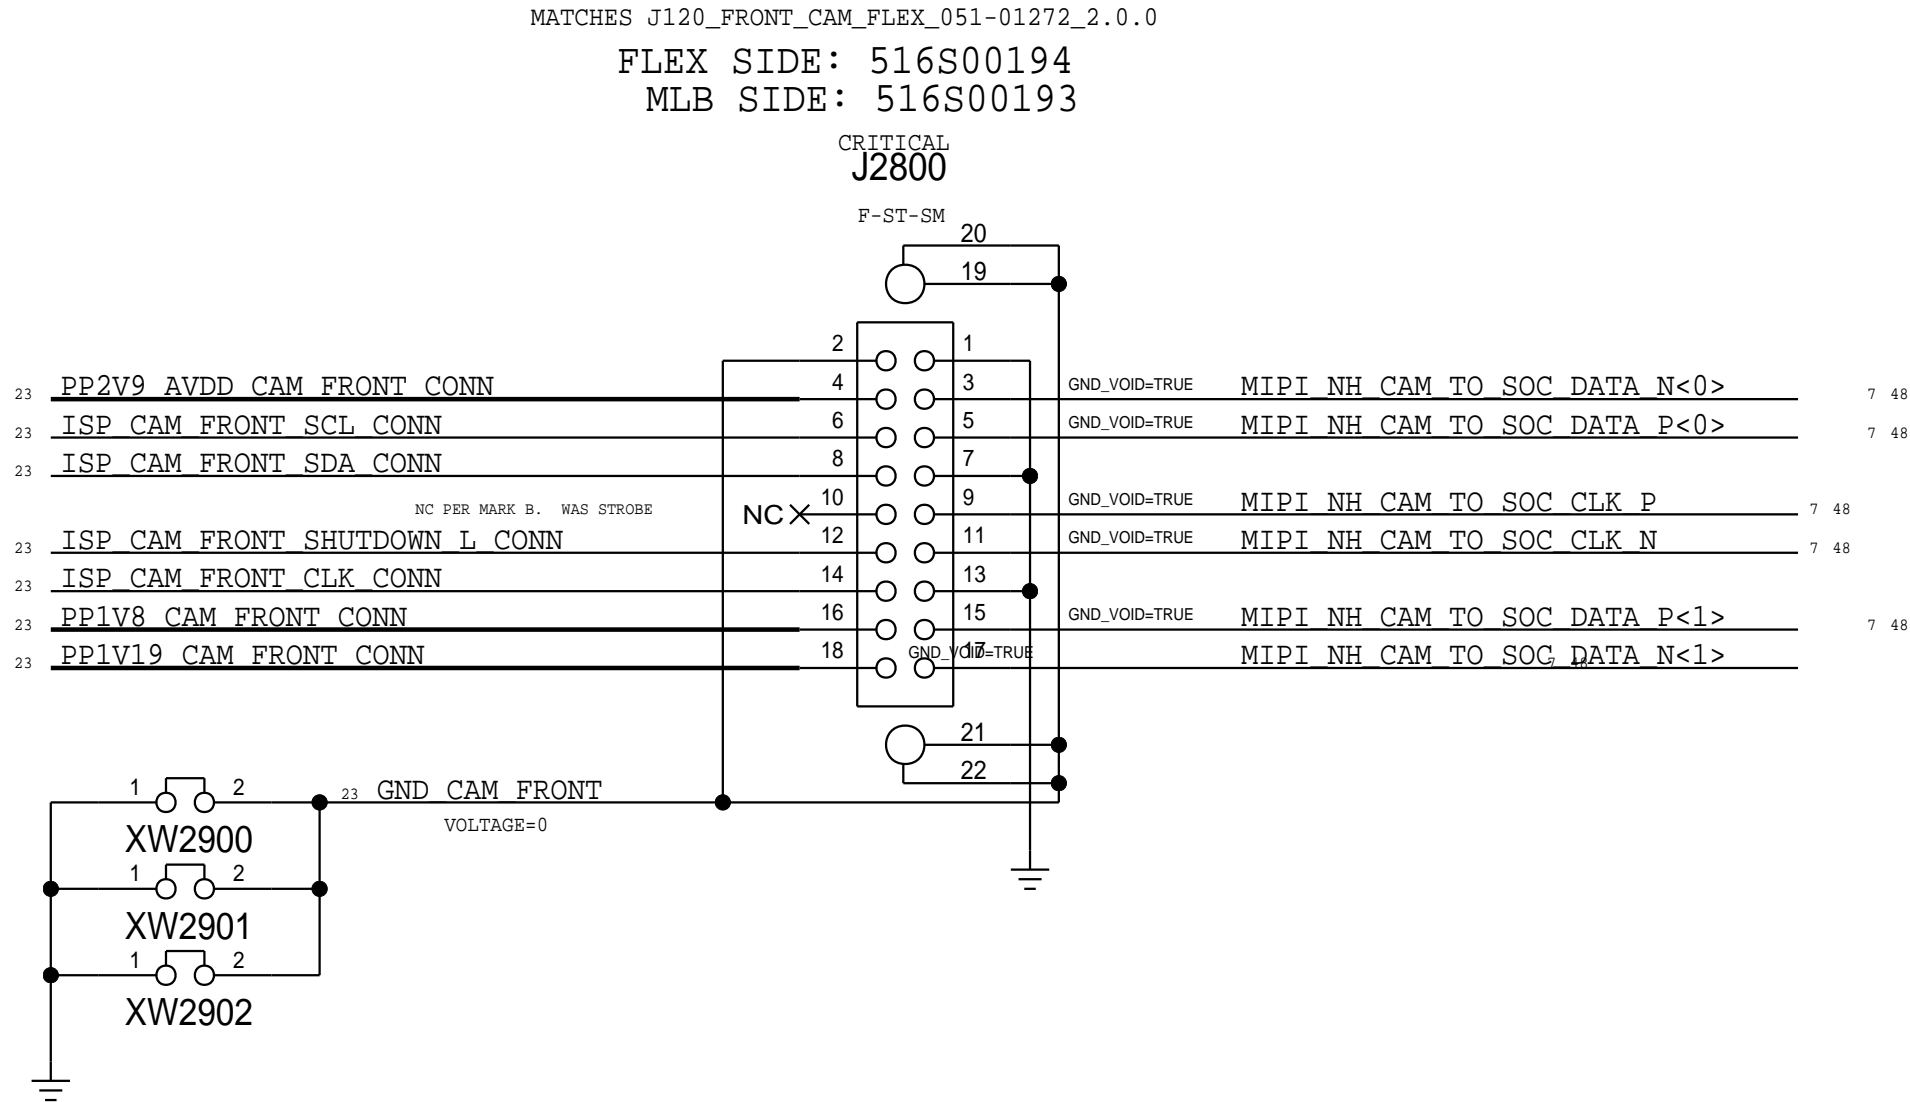 MATCHES J120_FRONT_CAM_FLEX_051-01272_2.0.0
FLEX SIDE: 516S00194
MLB SIDE: 516S00193
CRITICAL
J2800
F-ST-SM
20
19
2 1
23 PP2V9_AVDD_CAM_FRONT_CONN 4 3 GND_VOID=TRUE MIPI_NH_CAM_TO_SOC_DATA_N<0> 7 48
23 ISP_CAM_FRONT_SCL_CONN 6 5 GND_VOID=TRUE MIPI_NH_CAM_TO_SOC_DATA_P<0> 7 48
23 ISP_CAM_FRONT_SDA_CONN 8 7
NC PER MARK B. WAS STROBE NC 10 9 GND_VOID=TRUE MIPI_NH_CAM_TO_SOC_CLK_P 7 48
23 ISP_CAM_FRONT_SHUTDOWN_L_CONN 12 11 GND_VOID=TRUE MIPI_NH_CAM_TO_SOC_CLK_N 7 48
23 ISP_CAM_FRONT_CLK_CONN 14 13
23 PP1V8_CAM_FRONT_CONN 16 15 GND_VOID=TRUE MIPI_NH_CAM_TO_SOC_DATA_P<1> 7 48
23 PP1V19_CAM_FRONT_CONN 18 17 GND_VOID=TRUE MIPI_NH_CAM_TO_SOC_DATA_N<1> 7 48
21
22
1 2 23 GND_CAM_FRONT
VOLTAGE=0
XW2900
1 2
XW2901
1 2
XW2902